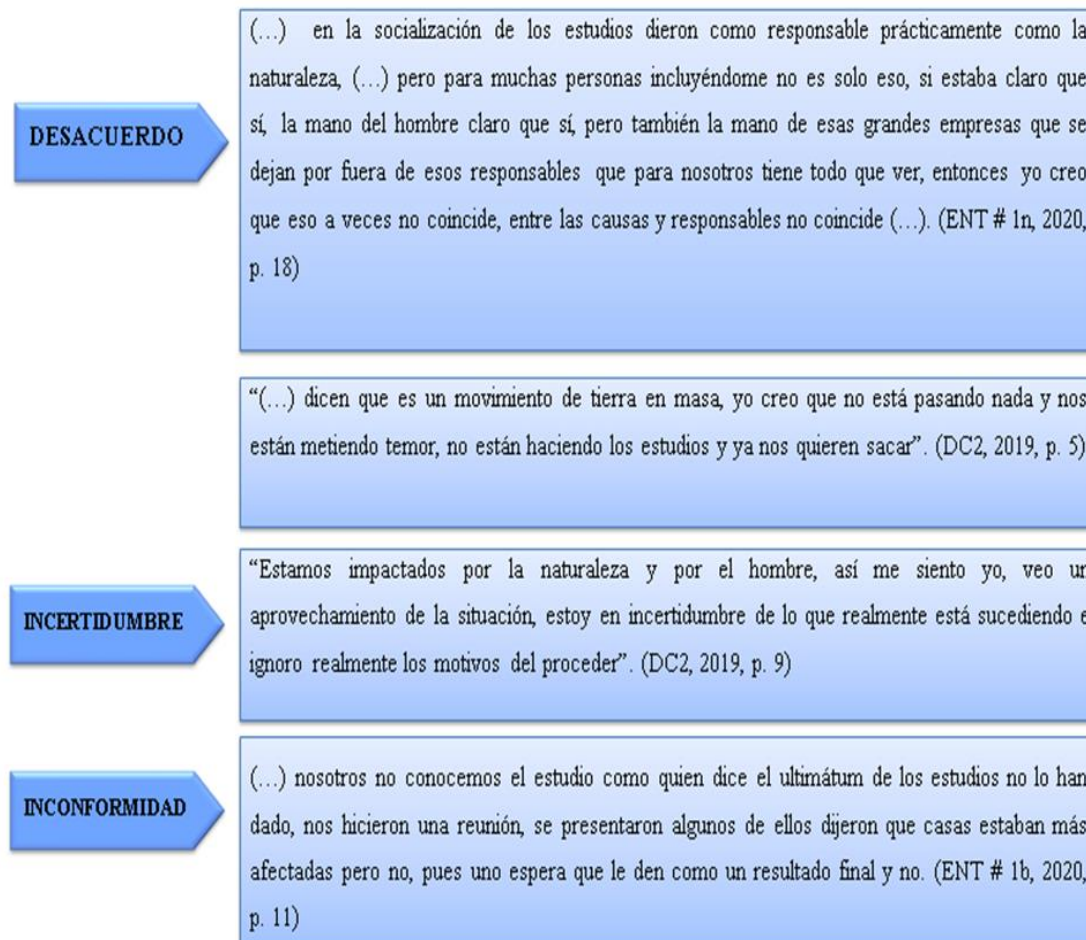 DESACUERDO
(…) en la socialización de los estudios dieron como responsable prácticamente como la
naturaleza, (…) pero para muchas personas incluyéndome no es solo eso, si estaba claro que
sí, la mano del hombre claro que sí, pero también la mano de esas grandes empresas que se
dejan por fuera de esos responsables que para nosotros tiene todo que ver, entonces yo creo
que eso a veces no coincide, entre las causas y responsables no coincide (…). (ENT # 1n, 2020,
p. 18)
“(…) dicen que es un movimiento de tierra en masa, yo creo que no está pasando nada y nos
están metiendo temor, no están haciendo los estudios y ya nos quieren sacar”. (DC2, 2019, p. 5)
INCERTIDUMBRE
“Estamos impactados por la naturaleza y por el hombre, así me siento yo, veo un
aprovechamiento de la situación, estoy en incertidumbre de lo que realmente está sucediendo e
ignoro realmente los motivos del proceder”. (DC2, 2019, p. 9)
INCONFORMIDAD
(…) nosotros no conocemos el estudio como quien dice el ultimátum de los estudios no lo han
dado, nos hicieron una reunión, se presentaron algunos de ellos dijeron que casas estaban más
afectadas pero no, pues uno espera que le den como un resultado final y no. (ENT # 1b, 2020,
p. 11)